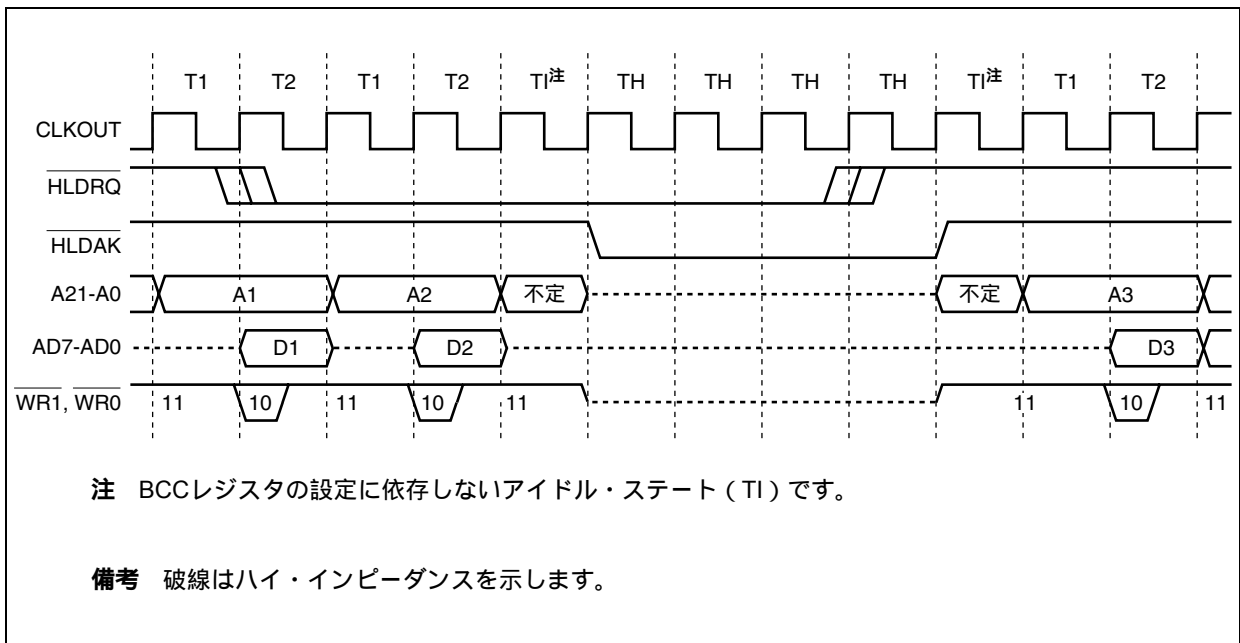 T1 T2 T1 T2 TI注 TH TH TH TH TI注 T1 T2
CLKOUT
HLDRQ
HLDAK
A21-A0 A1 A2 不定 不定 A3
AD7-AD0 D1 D2 D3
WR1, WR0 11 10 11 10 11 11 10 11
注 BCCレジスタの設定に依存しないアイドル・ステート(TI)です。
備考 破線はハイ・インピーダンスを示します。